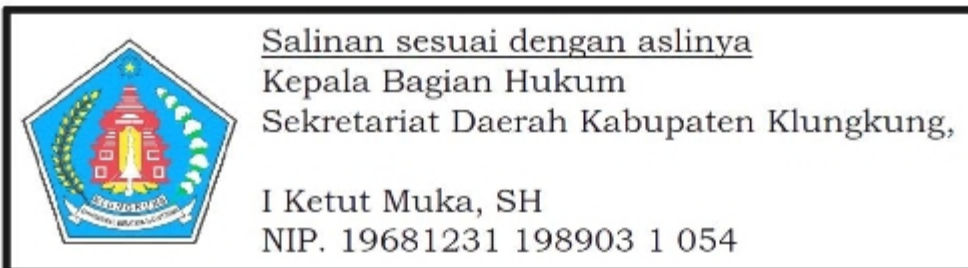 Salinan sesuai dengan aslinya
Kepala Bagian Hukum
Sekretariat Daerah Kabupaten Klungkung,
I Ketut Muka, SH
NIP. 19681231 198903 1 054
KLUNGKUNG